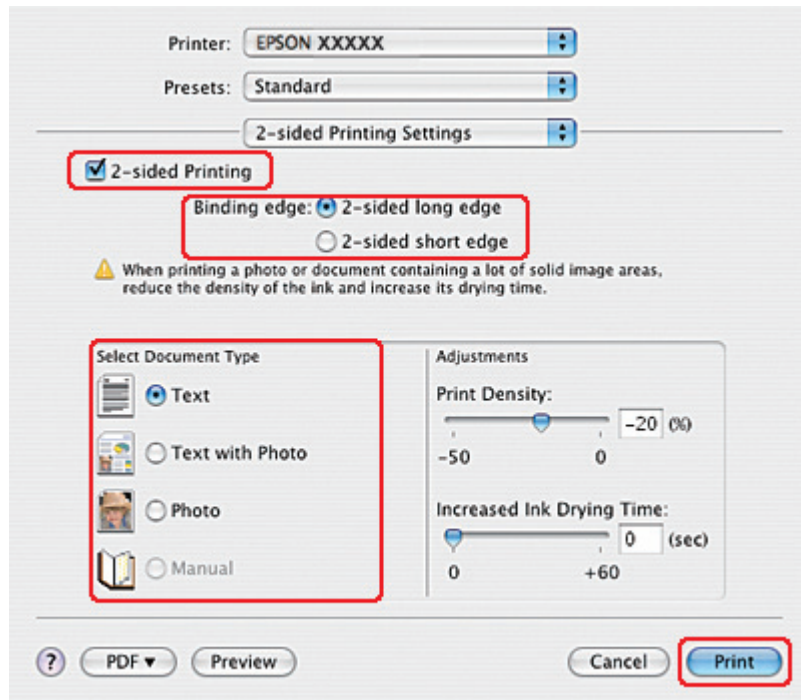 Printer: EPSON XXXXX
Presets: Standard
2-sided Printing Settings
2-sided Printing
Binding edge: 2-sided long edge
2-sided short edge
When printing a photo or document containing a lot of solid image areas,
reduce the density of the ink and increase its drying time.
Select Document Type
Text
Text with Photo
Photo
Manual
Adjustments
Print Density:
-20 (%)
-50 0
Increased Ink Drying Time:
0 (sec)
0 +60
? PDF▼ Preview Cancel Print